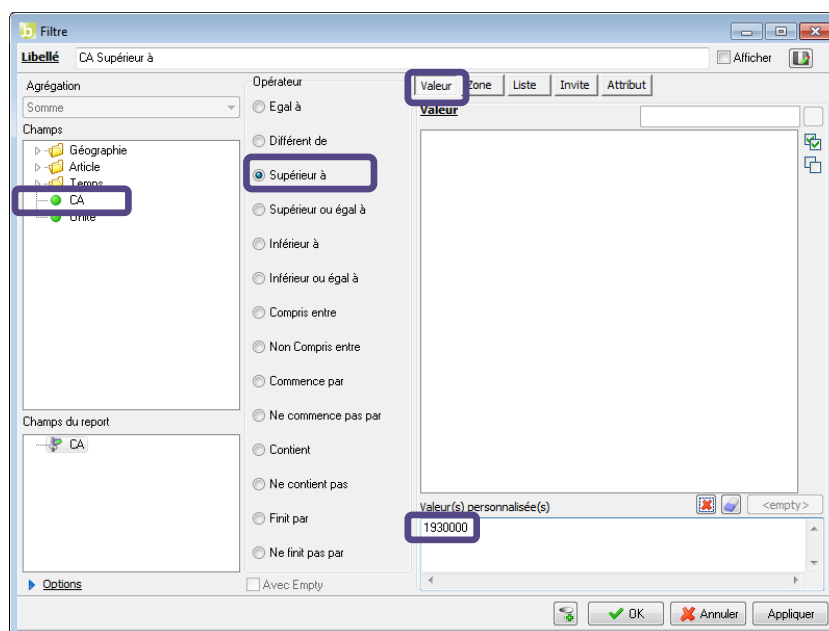 Filtre
Libellé CA Supérieur à Afficher
Agrégation
Somme
Champs
Géographie
Article
Temps
CA
Unité
Champs du report
CA
Options
Opérateur
Egal à
Différent de
Supérieur à
Supérieur ou égal à
Inférieur à
Inférieur ou égal à
Compris entre
Non Compris entre
Commence par
Ne commence pas par
Contient
Ne contient pas
Finit par
Ne finit pas par
Avec Empty
Valeur Zone Liste Invite Attribut
Valeur
Valeur(s) personnalisée(s) <empty>
1930000
OK Annuler Appliquer